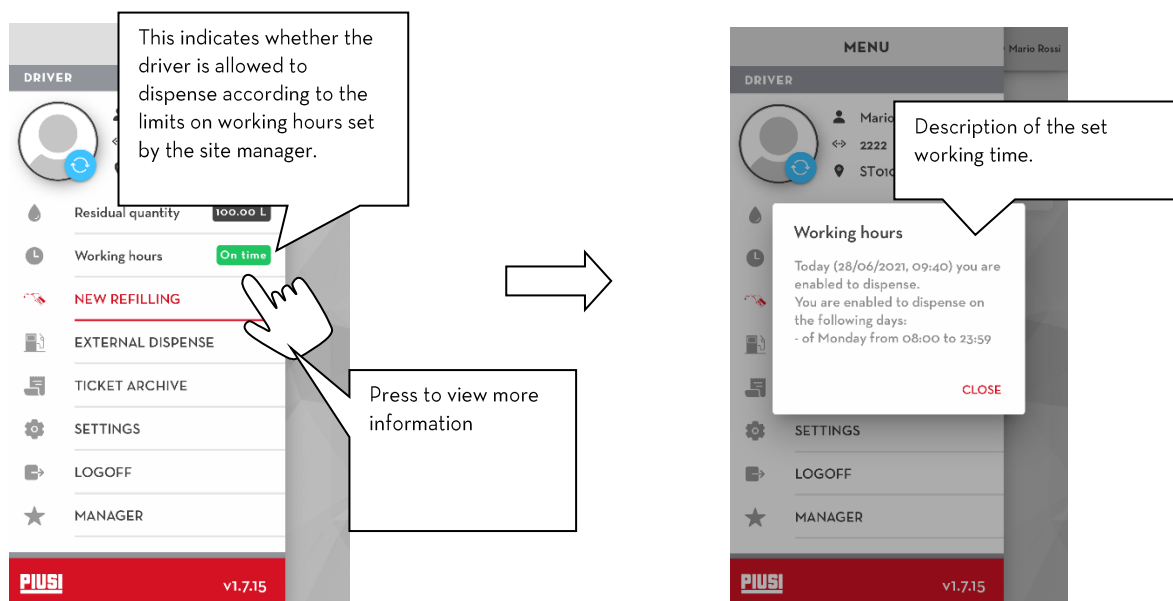 This indicates whether the
driver is allowed to
dispense according to the
limits on working hours set
by the site manager.
DRIVER
Residual quantity 100.00 L
Working hours On time
NEW REFILLING
EXTERNAL DISPENSE
TICKET ARCHIVE
SETTINGS
LOGOFF
MANAGER
PIUSI v1.7.15
Press to view more
information
MENU
Mario Rossi
DRIVER
Mario
2222
Description of the set
working time.
Working hours
Today (28/06/2021, 09:40) you are
enabled to dispense.
You are enabled to dispense on
the following days:
- of Monday from 08:00 to 23:59
CLOSE
SETTINGS
LOGOFF
MANAGER
PIUSI v1.7.15